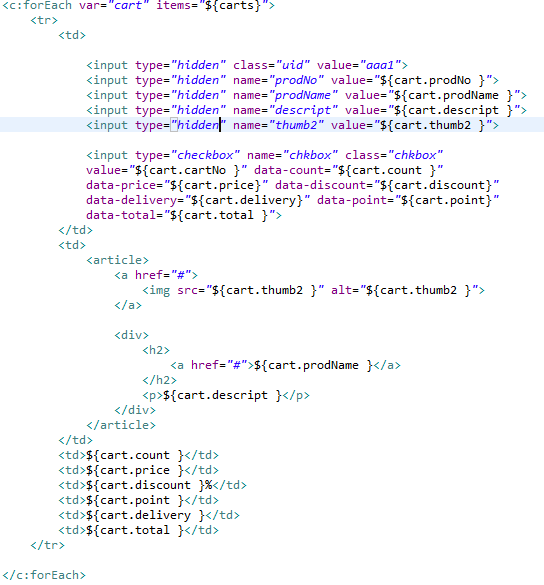 <c:forEach var="cart" items="${carts}">
<tr>
<td>
<input type="hidden" class="uid" value="aaa1">
<input type="hidden" name="prodNo" value="${cart.prodNo }">
<input type="hidden" name="prodName" value="${cart.prodName }">
<input type="hidden" name="descript" value="${cart.descript }">
<input type="hidden" name="thumb2" value="${cart.thumb2 }">
<input type="checkbox" name="chkbox" class="chkbox"
value="${cart.cartNo }" data-count="${cart.count }"
data-price="${cart.price}" data-discount="${cart.discount}"
data-delivery="${cart.delivery}" data-point="${cart.point}"
data-total="${cart.total }">
</td>
<td>
<article>
<a href="#">
<img src="${cart.thumb2 }" alt="${cart.thumb2 }">
</a>
<div>
<h2>
<a href="#">${cart.prodName }</a>
</h2>
<p>${cart.descript }</p>
</div>
</article>
</td>
<td>${cart.count }</td>
<td>${cart.price }</td>
<td>${cart.discount }%</td>
<td>${cart.point }</td>
<td>${cart.delivery }</td>
<td>${cart.total }</td>
</tr>
</c:forEach>